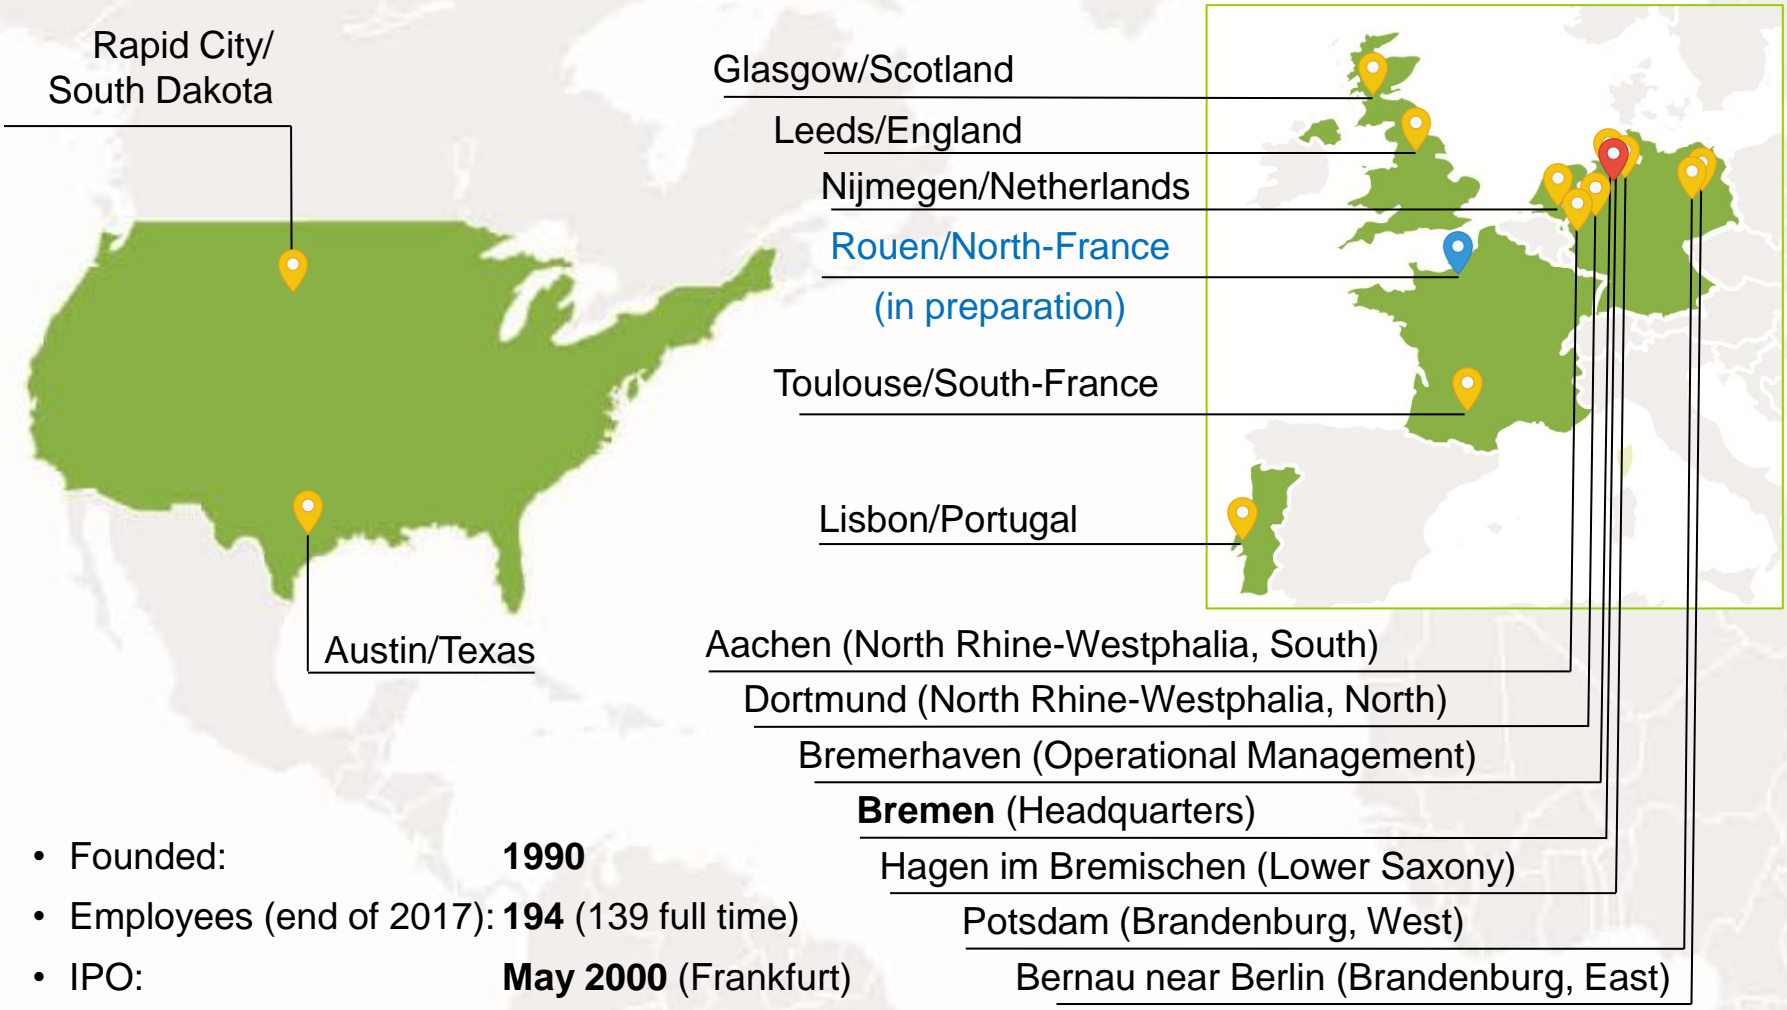 Rapid City/
South Dakota
Glasgow/Scotland
Leeds/England
Nijmegen/Netherlands
Rouen/North-France
(in preparation)
Toulouse/South-France
Lisbon/Portugal
Austin/Texas
Aachen (North Rhine-Westphalia, South)
Dortmund (North Rhine-Westphalia, North)
Bremerhaven (Operational Management)
Bremen (Headquarters)
Hagen im Bremischen (Lower Saxony)
Potsdam (Brandenburg, West)
Bernau near Berlin (Brandenburg, East)
• Founded: 1990
• Employees (end of 2017): 194 (139 full time)
• IPO: May 2000 (Frankfurt)